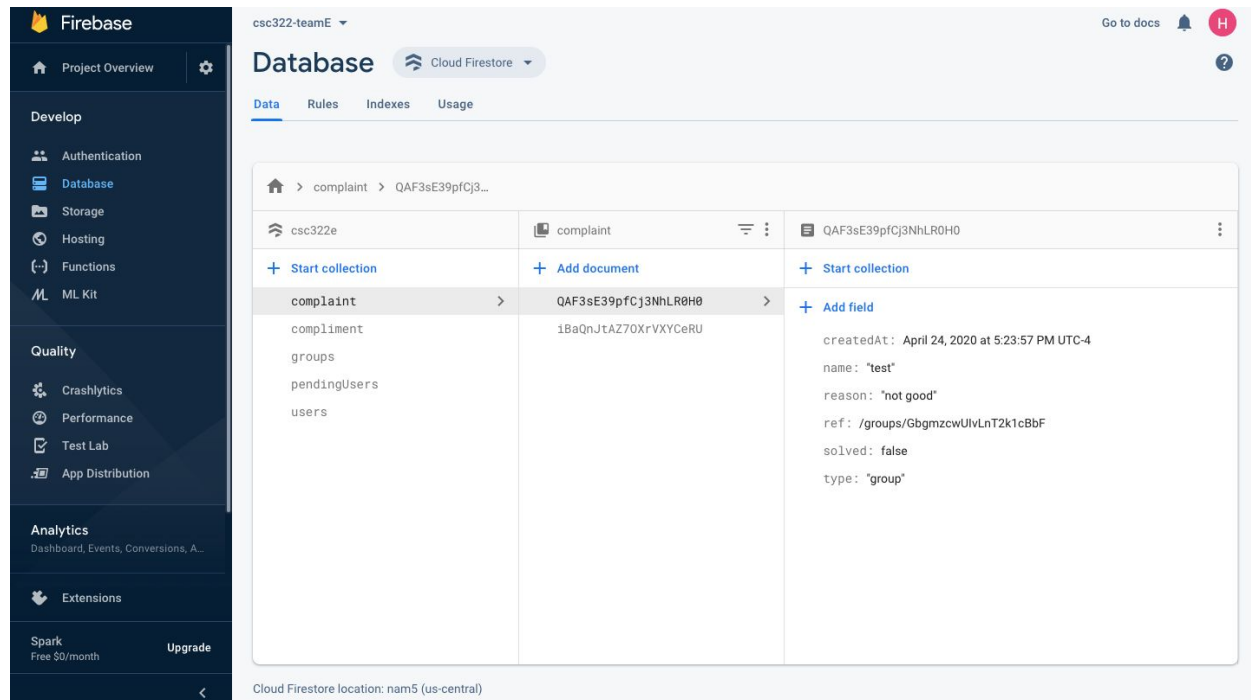 Firebase
Project Overview
Develop
Authentication
Database
Storage
Hosting
Functions
ML Kit
Quality
Crashlytics
Performance
Test Lab
App Distribution
Analytics
Dashboard, Events, Conversions, A...
Extensions
Spark
Free $0/month
Upgrade
csc322-teamE
Go to docs
H
Database
Cloud Firestore
Data Rules Indexes Usage
complaint > QAF3sE39pfCj3...
csc322e
+ Start collection
complaint
compliment
groups
pendingUsers
users
complaint
+ Add document
QAF3sE39pfCj3NhLR0H0
iBaQnJtAZ7OXrVXYCeRU
QAF3sE39pfCj3NhLR0H0
+ Start collection
+ Add field
createdAt: April 24, 2020 at 5:23:57 PM UTC-4
name: "test"
reason: "not good"
ref: /groups/GbgmzcwUIvLnT2k1cBbF
solved: false
type: "group"
Cloud Firestore location: nam5 (us-central)